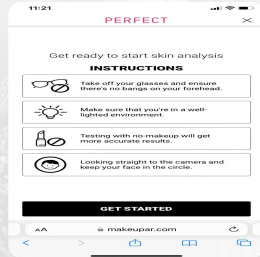 11:21
PERFECT
Get ready to start skin analysis
INSTRUCTIONS
Take off your glasses and ensure
there's no bangs on your forehead.
Make sure that you're in a well-
lighted environment.
Testing with no-makeup will get
more accurate results.
Looking straight to the camera and
keep your face in the circle.
GET STARTED
AA
makeupar.com